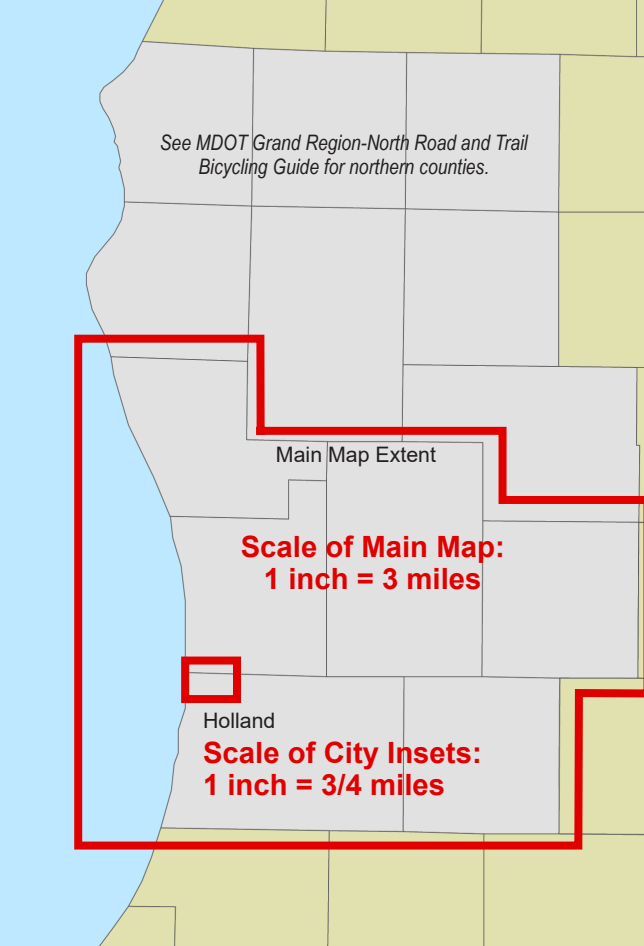 See MDOT Grand Region-North Road and Trail
Bicycling Guide for northern counties.
Main Map Extent
Scale of Main Map:
1 inch = 3 miles
Holland
Scale of City Insets:
1 inch = 3/4 miles